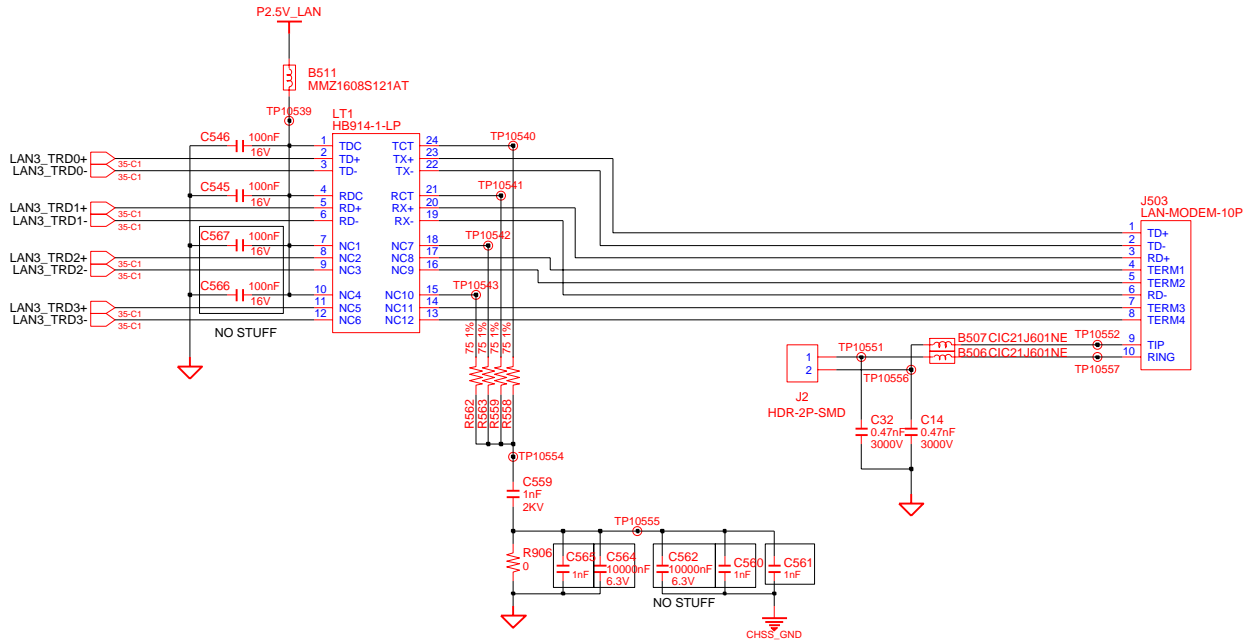 P2.5V_LAN
B511
MMZ1608S121AT
TP10539
LT1
HB914-1-LP
C546
100nF
16V
LAN3_TRD0+
35-C1
LAN3_TRD0-
35-C1
C545
100nF
16V
LAN3_TRD1+
35-C1
LAN3_TRD1-
35-C1
C567
100nF
16V
LAN3_TRD2+
35-C1
LAN3_TRD2-
35-C1
C566
100nF
16V
LAN3_TRD3+
35-C1
LAN3_TRD3-
35-C1
NO STUFF
1 TDC TCT 24
2 TD+ TX+ 23
3 TD- TX- 22
4 RDC RCT 21
5 RD+ RX+ 20
6 RD- RX- 19
7 NC1 NC7 18
8 NC2 NC8 17
9 NC3 NC9 16
10 NC4 NC10 15
11 NC5 NC11 14
12 NC6 NC12 13
TP10540
TP10541
TP10542
TP10543
75 1%
75 1%
75 1%
75 1%
R562
R563
R559
R558
TP10554
C559
1nF
2KV
TP10555
R906
0
C565
1nF
C564
10000nF
6.3V
C562
10000nF
6.3V
C560
1nF
C561
1nF
NO STUFF
CHSS_GND
J503
LAN-MODEM-10P
1 TD+
2 TD-
3 RD+
4 TERM1
5 TERM2
6 RD-
7 TERM3
8 TERM4
9 TIP
10 RING
B507 CIC21J601NE
B506 CIC21J601NE
TP10552
TP10557
TP10551
TP10556
1
2
J2
HDR-2P-SMD
C32
0.47nF
3000V
C14
0.47nF
3000V